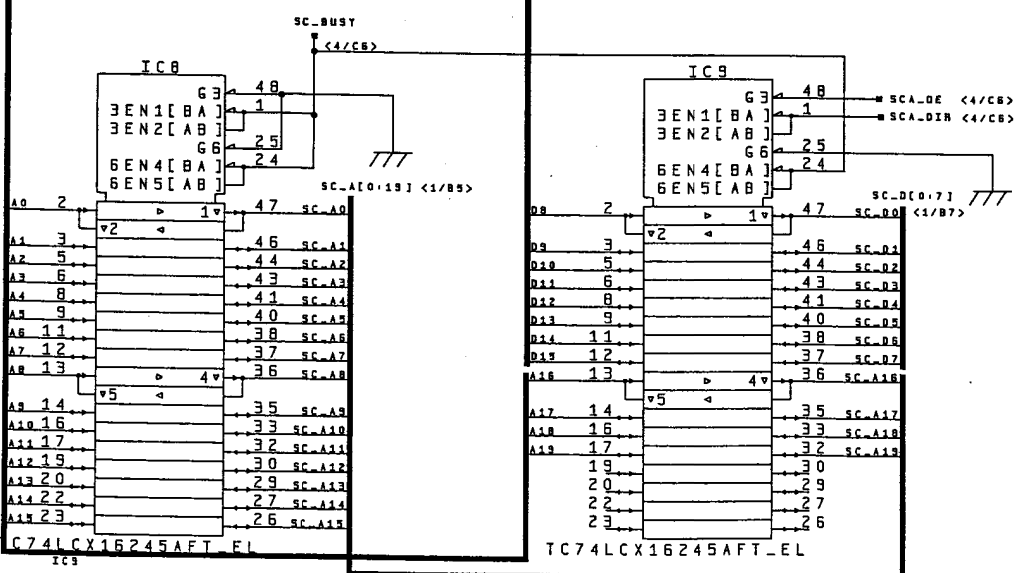 SC_BUSY
<4/C6>
IC8
G3 48
3EN1[BA] 1
3EN2[AB]
G6 25
6EN4[BA] 24
6EN5[AB]
SC_A[0:19] <1/B5>
A0 2 1 47 SC_A0
2
A1 3 46 SC_A1
A2 5 44 SC_A2
A3 6 43 SC_A3
A4 8 41 SC_A4
A5 9 40 SC_A5
A6 11 38 SC_A6
A7 12 37 SC_A7
A8 13 4 36 SC_A8
5
A9 14 35 SC_A9
A10 16 33 SC_A10
A11 17 32 SC_A11
A12 19 30 SC_A12
A13 20 29 SC_A13
A14 22 27 SC_A14
A15 23 26 SC_A15
C74LCX16245AFT_EL
IC9
IC9
G3 48 SCA_OE <4/C6>
3EN1[BA] 1 SCA_DIR <4/C6>
3EN2[AB]
G6 25
6EN4[BA] 24
6EN5[AB]
SC_D[0:7]
<1/B7>
D8 2 1 47 SC_D0
2
D9 3 46 SC_D1
D10 5 44 SC_D2
D11 6 43 SC_D3
D12 8 41 SC_D4
D13 9 40 SC_D5
D14 11 38 SC_D6
D15 12 37 SC_D7
A16 13 4 36 SC_A16
5
A17 14 35 SC_A17
A18 16 33 SC_A18
A19 17 32 SC_A19
19 30
20 29
22 27
23 26
TC74LCX16245AFT_EL